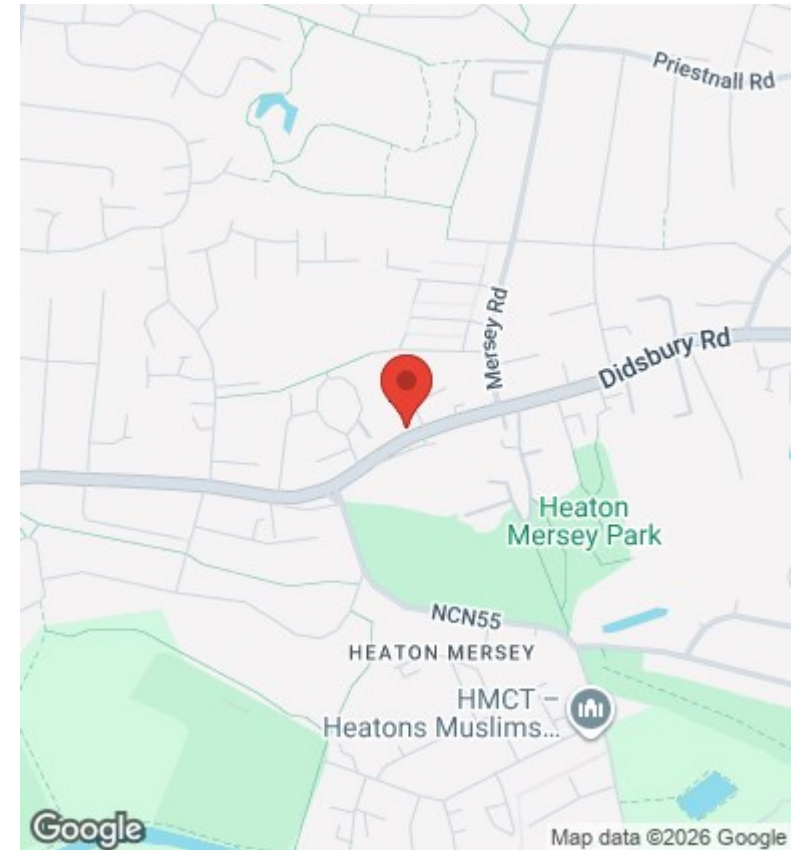 Priestnall Rd
Mersey Rd
Didsbury Rd
Heaton
Mersey Park
NCN55
HEATON MERSEY
HMCT –
Heatons Muslims...
Google
Map data ©2026 Google